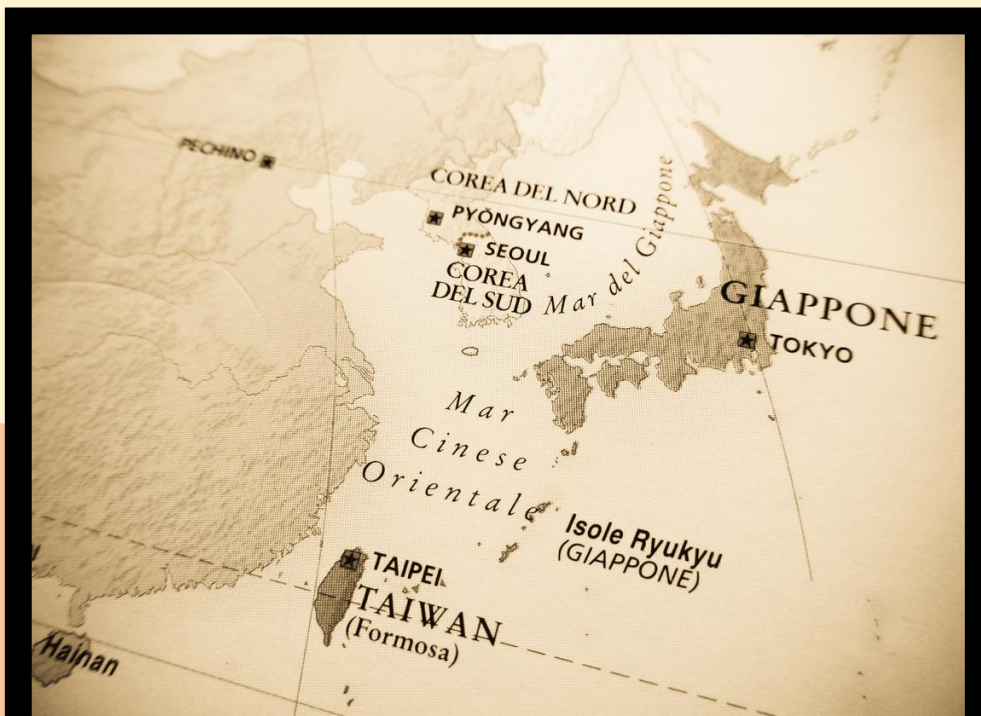 PECHINO
COREA DEL NORD
PYŎNGYANG
SEOUL
COREA
DEL SUD
Mar del Giappone
GIAPPONE
TOKYO
Mar
Cinese
Orientale
Isole Ryukyu
(GIAPPONE)
TAIPEI
TAIWAN
(Formosa)
Hainan